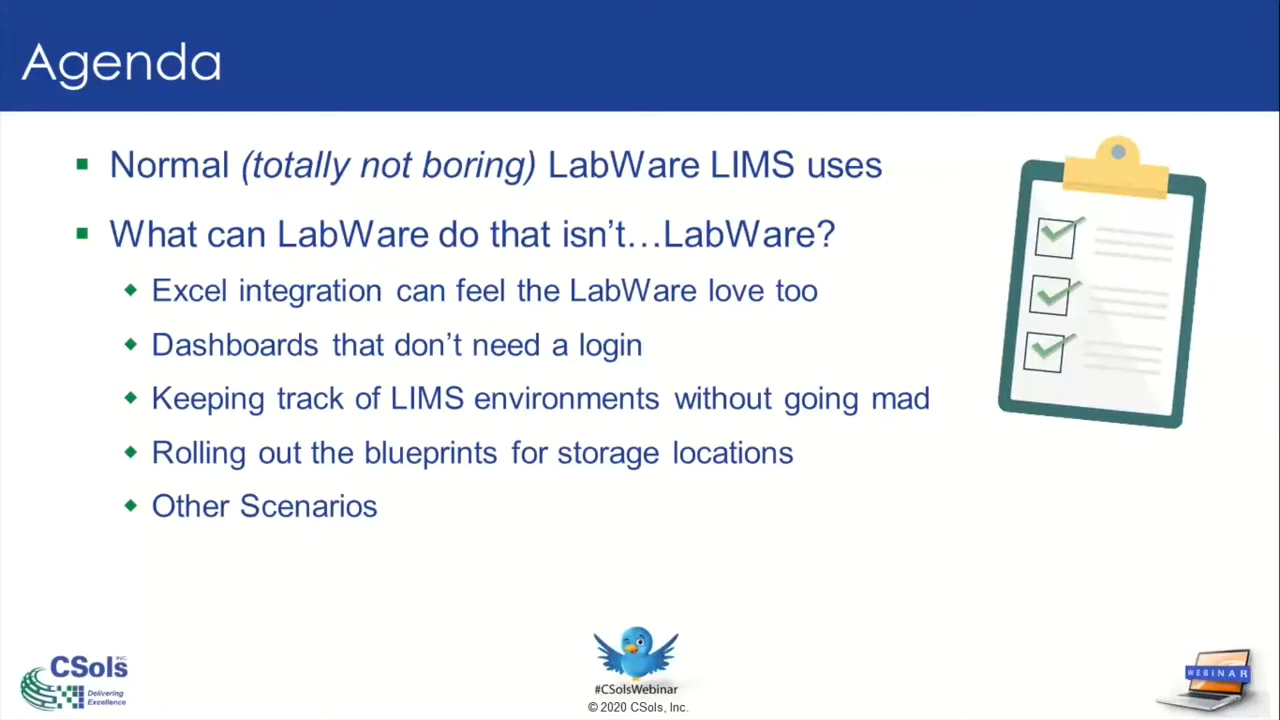 Agenda
Normal (totally not boring) LabWare LIMS uses
What can LabWare do that isn’t…LabWare?
Excel integration can feel the LabWare love too
Dashboards that don’t need a login
Keeping track of LIMS environments without going mad
Rolling out the blueprints for storage locations
Other Scenarios
CSols INC.
Delivering
Excellence
#CSolsWebinar
© 2020 CSols, Inc.
WEBINAR